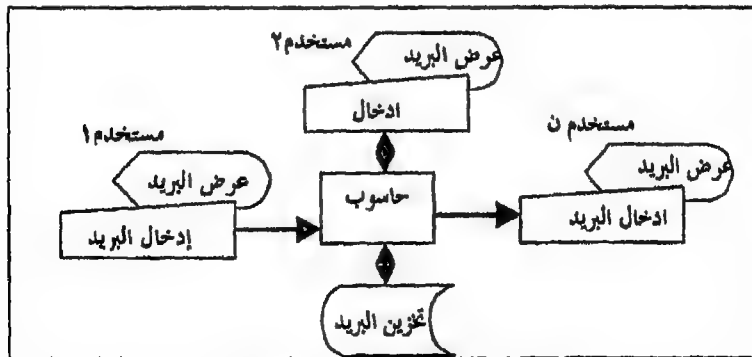 مستخدم٢
عرض البريد
ادخال
مستخدم ن
عرض البريد
ادخال البريد
مستخدم١
عرض البريد
إدخال البريد
حاسوب
تخزين البريد